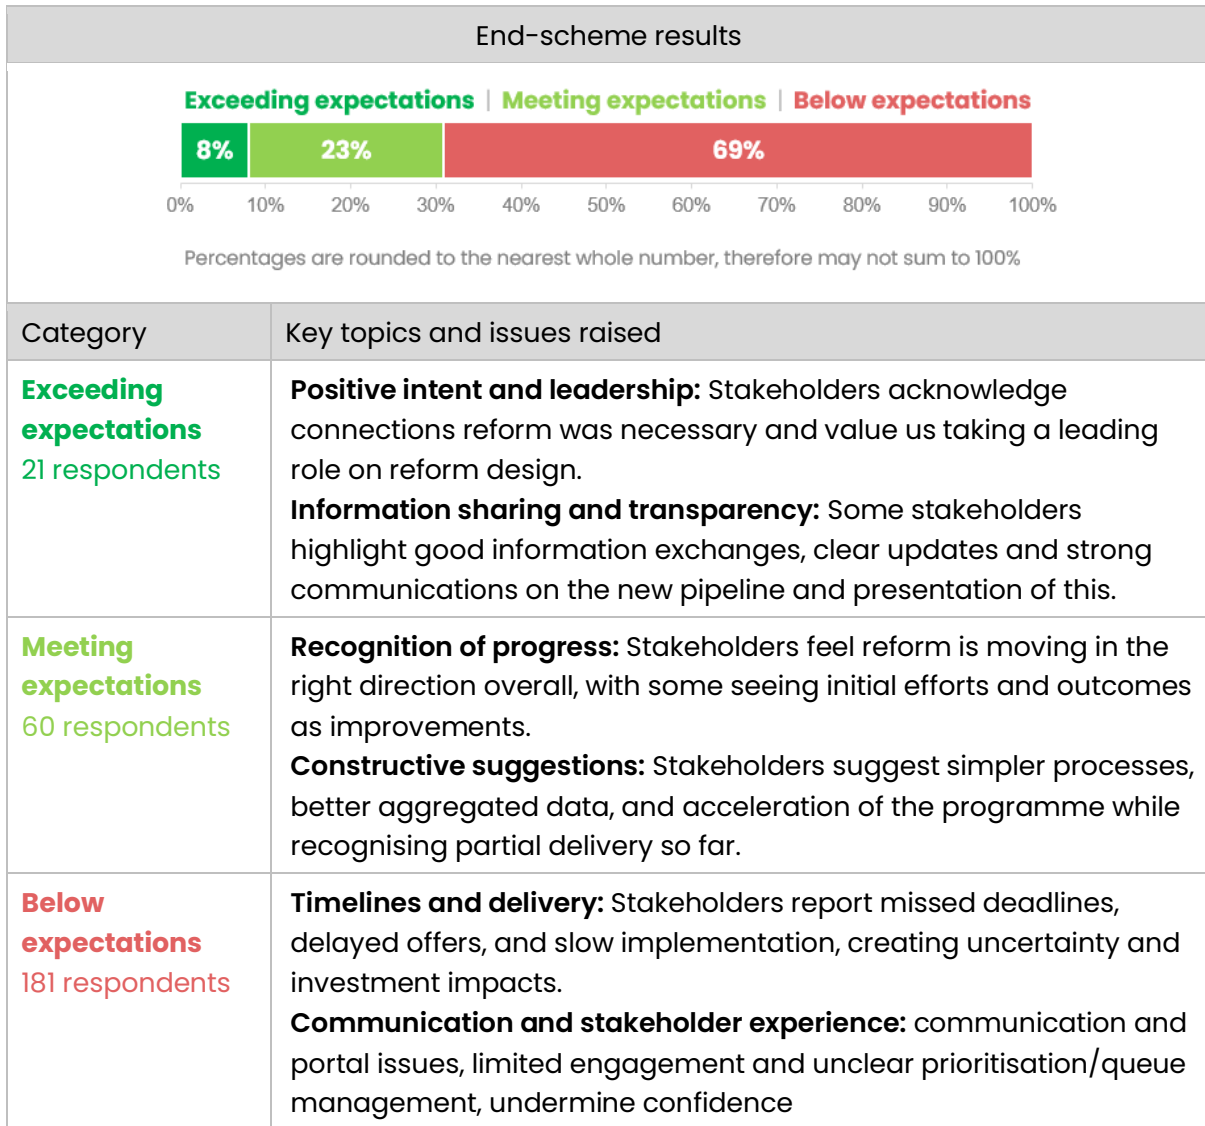 End-scheme results
Exceeding expectations | Meeting expectations | Below expectations
8% 23% 69%
0% 10% 20% 30% 40% 50% 60% 70% 80% 90% 100%
Percentages are rounded to the nearest whole number, therefore may not sum to 100%
Category Key topics and issues raised
Exceeding
expectations
21 respondents
Positive intent and leadership: Stakeholders acknowledge
connections reform was necessary and value us taking a leading
role on reform design.
Information sharing and transparency: Some stakeholders
highlight good information exchanges, clear updates and strong
communications on the new pipeline and presentation of this.
Meeting
expectations
60 respondents
Recognition of progress: Stakeholders feel reform is moving in the
right direction overall, with some seeing initial efforts and outcomes
as improvements.
Constructive suggestions: Stakeholders suggest simpler processes,
better aggregated data, and acceleration of the programme while
recognising partial delivery so far.
Below
expectations
181 respondents
Timelines and delivery: Stakeholders report missed deadlines,
delayed offers, and slow implementation, creating uncertainty and
investment impacts.
Communication and stakeholder experience: communication and
portal issues, limited engagement and unclear prioritisation/queue
management, undermine confidence